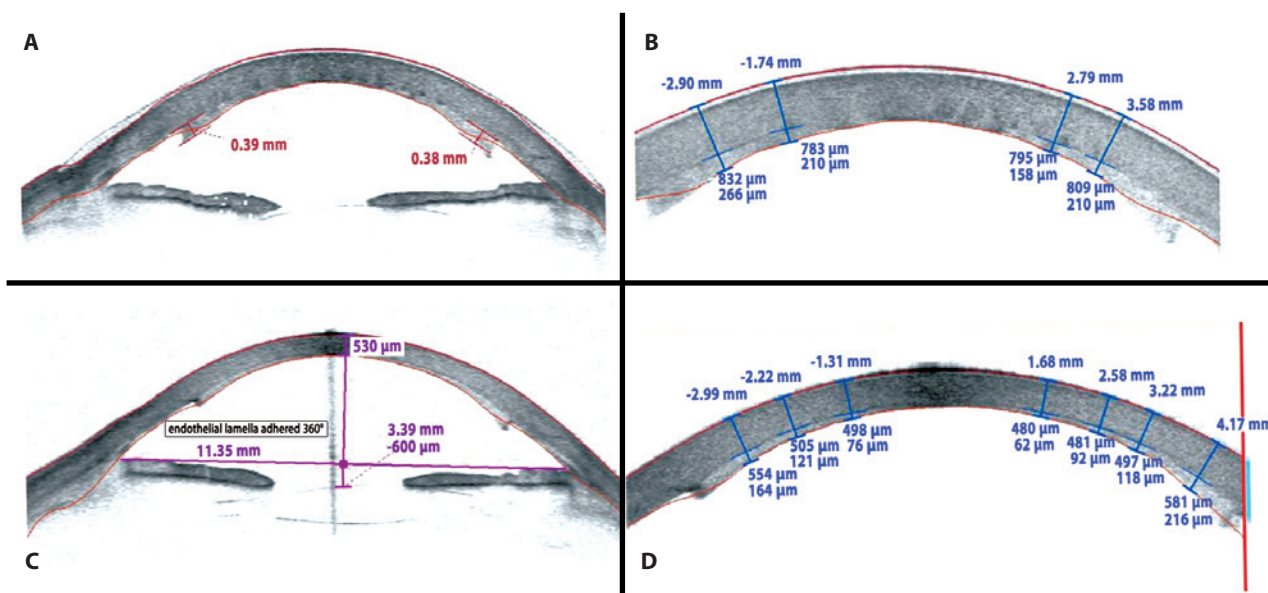 A
0.39 mm
0.38 mm
B
-2.90 mm
-1.74 mm
2.79 mm
3.58 mm
832 µm
266 µm
783 µm
210 µm
795 µm
158 µm
809 µm
210 µm
C
530 µm
endothelial lamella adhered 360°
11.35 mm
3.39 mm
-600 µm
D
-2.99 mm
-2.22 mm
-1.31 mm
1.68 mm
2.58 mm
3.22 mm
4.17 mm
554 µm
164 µm
505 µm
121 µm
498 µm
76 µm
480 µm
62 µm
481 µm
92 µm
497 µm
118 µm
581 µm
216 µm